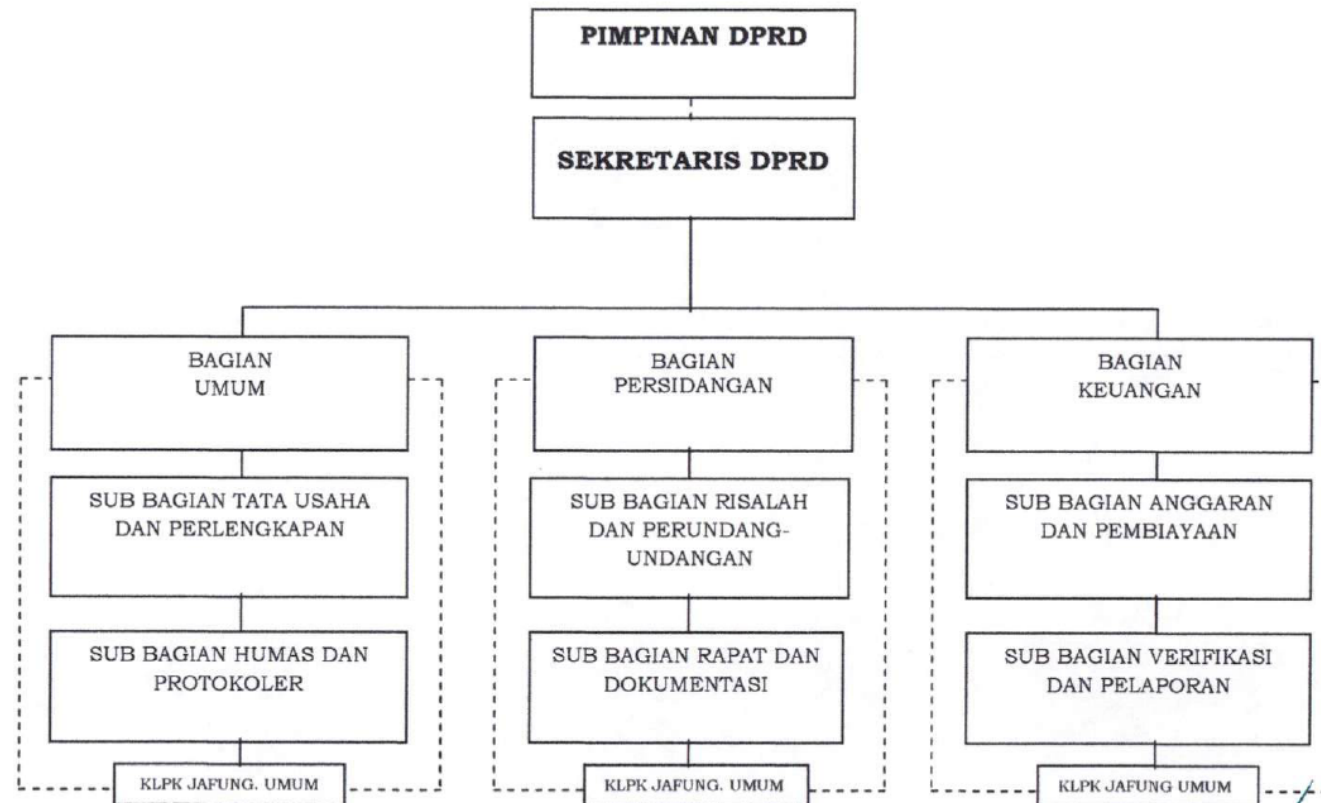 PIMPINAN DPRD
SEKRETARIS DPRD
BAGIAN
UMUM
BAGIAN
PERSIDANGAN
BAGIAN
KEUANGAN
SUB BAGIAN TATA USAHA
DAN PERLENGKAPAN
SUB BAGIAN RISALAH
DAN PERUNDANG-
UNDANGAN
SUB BAGIAN ANGGARAN
DAN PEMBIAYAAN
SUB BAGIAN HUMAS DAN
PROTOKOLER
SUB BAGIAN RAPAT DAN
DOKUMENTASI
SUB BAGIAN VERIFIKASI
DAN PELAPORAN
KLPK JAFUNG. UMUM
KLPK JAFUNG. UMUM
KLPK JAFUNG UMUM